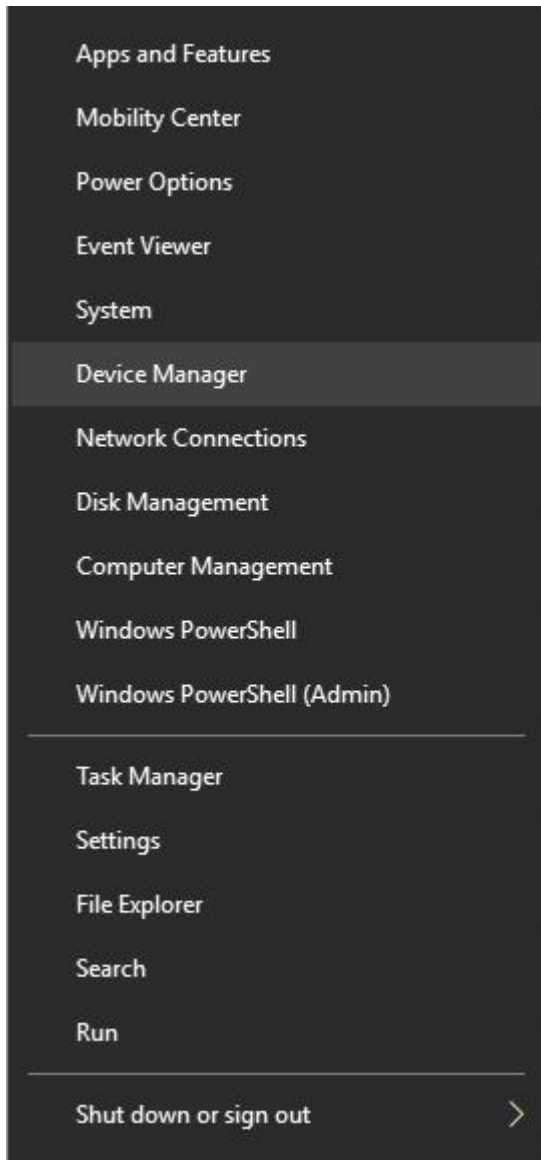 Apps and Features
Mobility Center
Power Options
Event Viewer
System
Device Manager
Network Connections
Disk Management
Computer Management
Windows PowerShell
Windows PowerShell (Admin)
Task Manager
Settings
File Explorer
Search
Run
Shut down or sign out